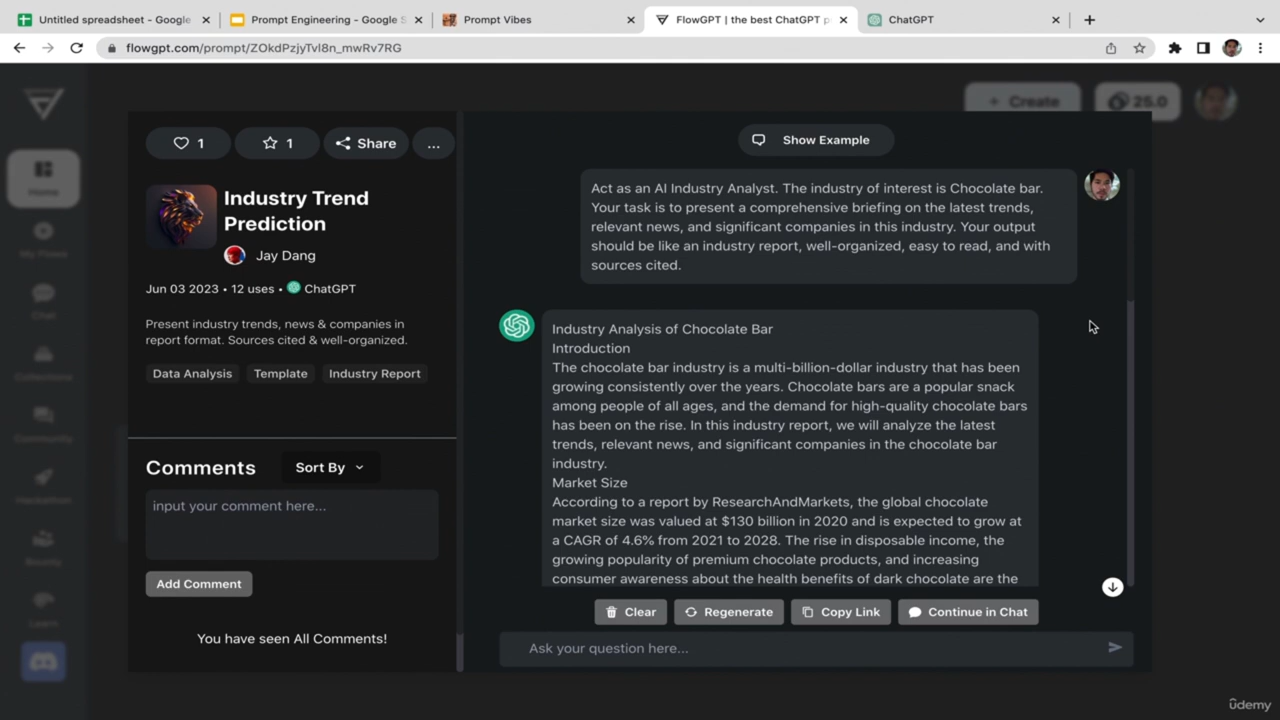 Untitled spreadsheet - Google
Prompt Engineering - Google S
Prompt Vibes
FlowGPT | the best ChatGPT p
ChatGPT
flowgpt.com/prompt/ZOkdPzjyTvl8n_mwRv7RG
+ Create
25.0
Home
My Flows
Chat
Collections
Community
Hackathon
Bounty
Learn
1
1
Share
...
Industry Trend
Prediction
Jay Dang
Jun 03 2023 • 12 uses • ChatGPT
Present industry trends, news & companies in
report format. Sources cited & well-organized.
Data Analysis
Template
Industry Report
Comments
Sort By
input your comment here...
Add Comment
You have seen All Comments!
Show Example
Act as an AI Industry Analyst. The industry of interest is Chocolate bar.
Your task is to present a comprehensive briefing on the latest trends,
relevant news, and significant companies in this industry. Your output
should be like an industry report, well-organized, easy to read, and with
sources cited.
Industry Analysis of Chocolate Bar
Introduction
The chocolate bar industry is a multi-billion-dollar industry that has been
growing consistently over the years. Chocolate bars are a popular snack
among people of all ages, and the demand for high-quality chocolate bars
has been on the rise. In this industry report, we will analyze the latest
trends, relevant news, and significant companies in the chocolate bar
industry.
Market Size
According to a report by ResearchAndMarkets, the global chocolate
market size was valued at $130 billion in 2020 and is expected to grow at
a CAGR of 4.6% from 2021 to 2028. The rise in disposable income, the
growing popularity of premium chocolate products, and increasing
consumer awareness about the health benefits of dark chocolate are the
Clear
Regenerate
Copy Link
Continue in Chat
Ask your question here...
ûdemy